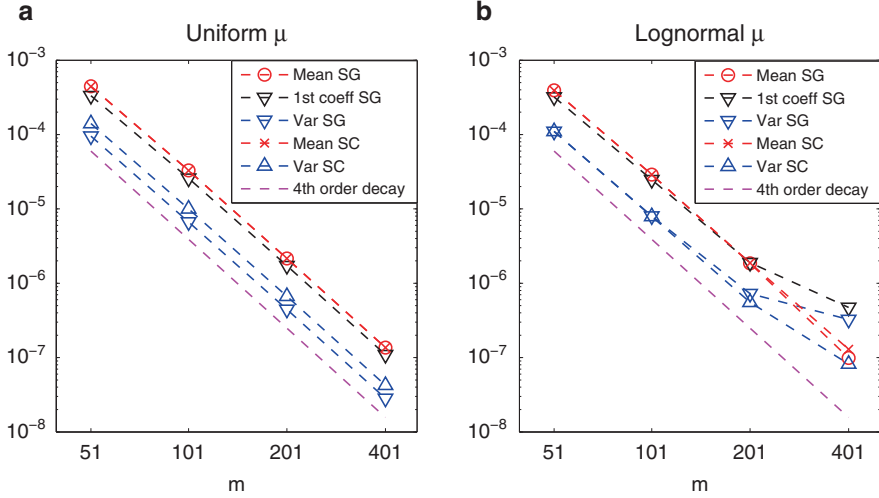 a
Uniform μ
10⁻³
10⁻⁴
10⁻⁵
10⁻⁶
10⁻⁷
10⁻⁸
Mean SG
1st coeff SG
Var SG
Mean SC
Var SC
4th order decay
51 101 201 401
m
b
Lognormal μ
10⁻³
10⁻⁴
10⁻⁵
10⁻⁶
10⁻⁷
10⁻⁸
Mean SG
1st coeff SG
Var SG
Mean SC
Var SC
4th order decay
51 101 201 401
m